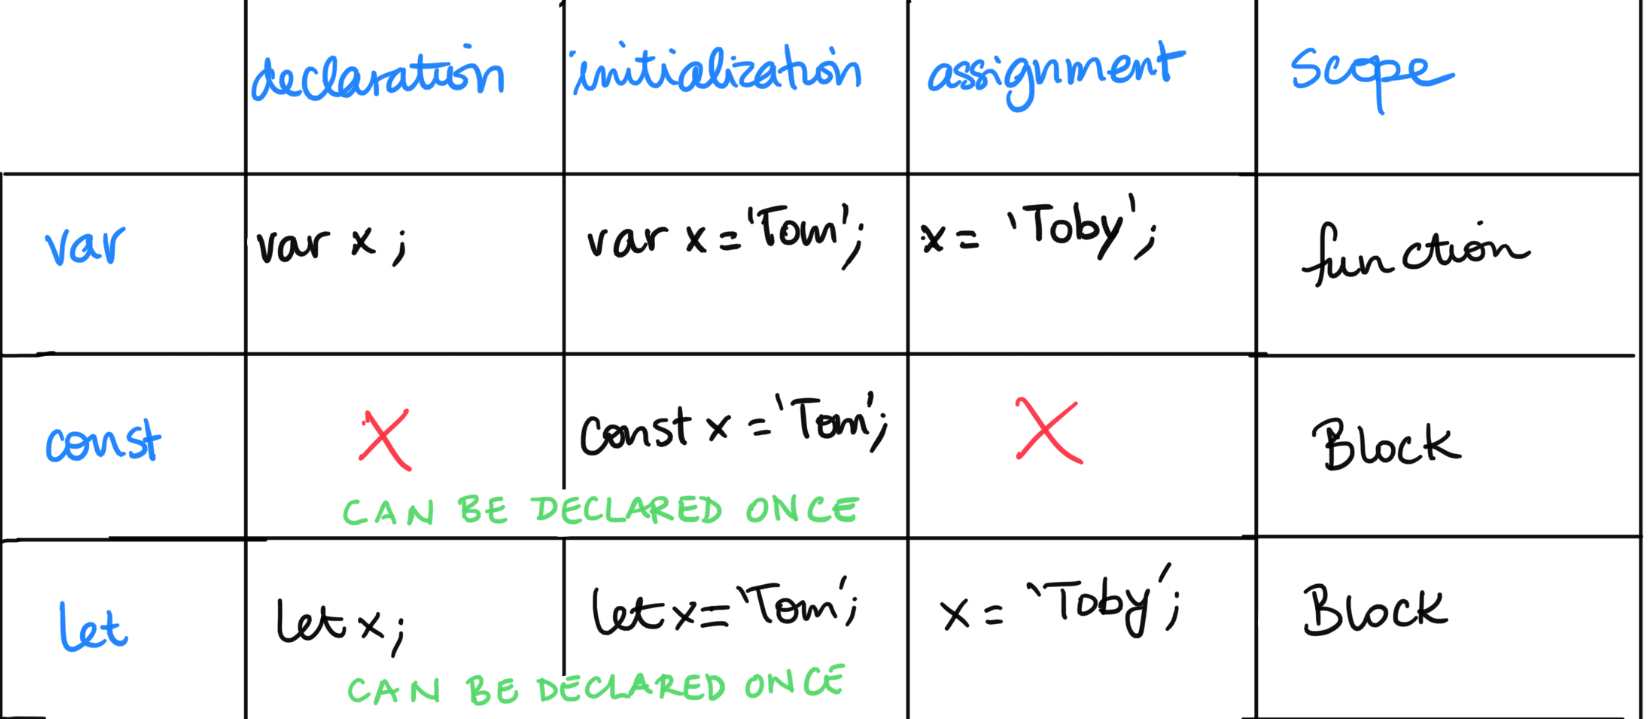 declaration initialization assignment scope
var var x ; var x = 'Tom'; x = 'Toby'; function
const X const x = 'Tom'; X Block
CAN BE DECLARED ONCE
let let x; let x = 'Tom'; x = 'Toby'; Block
CAN BE DECLARED ONCE